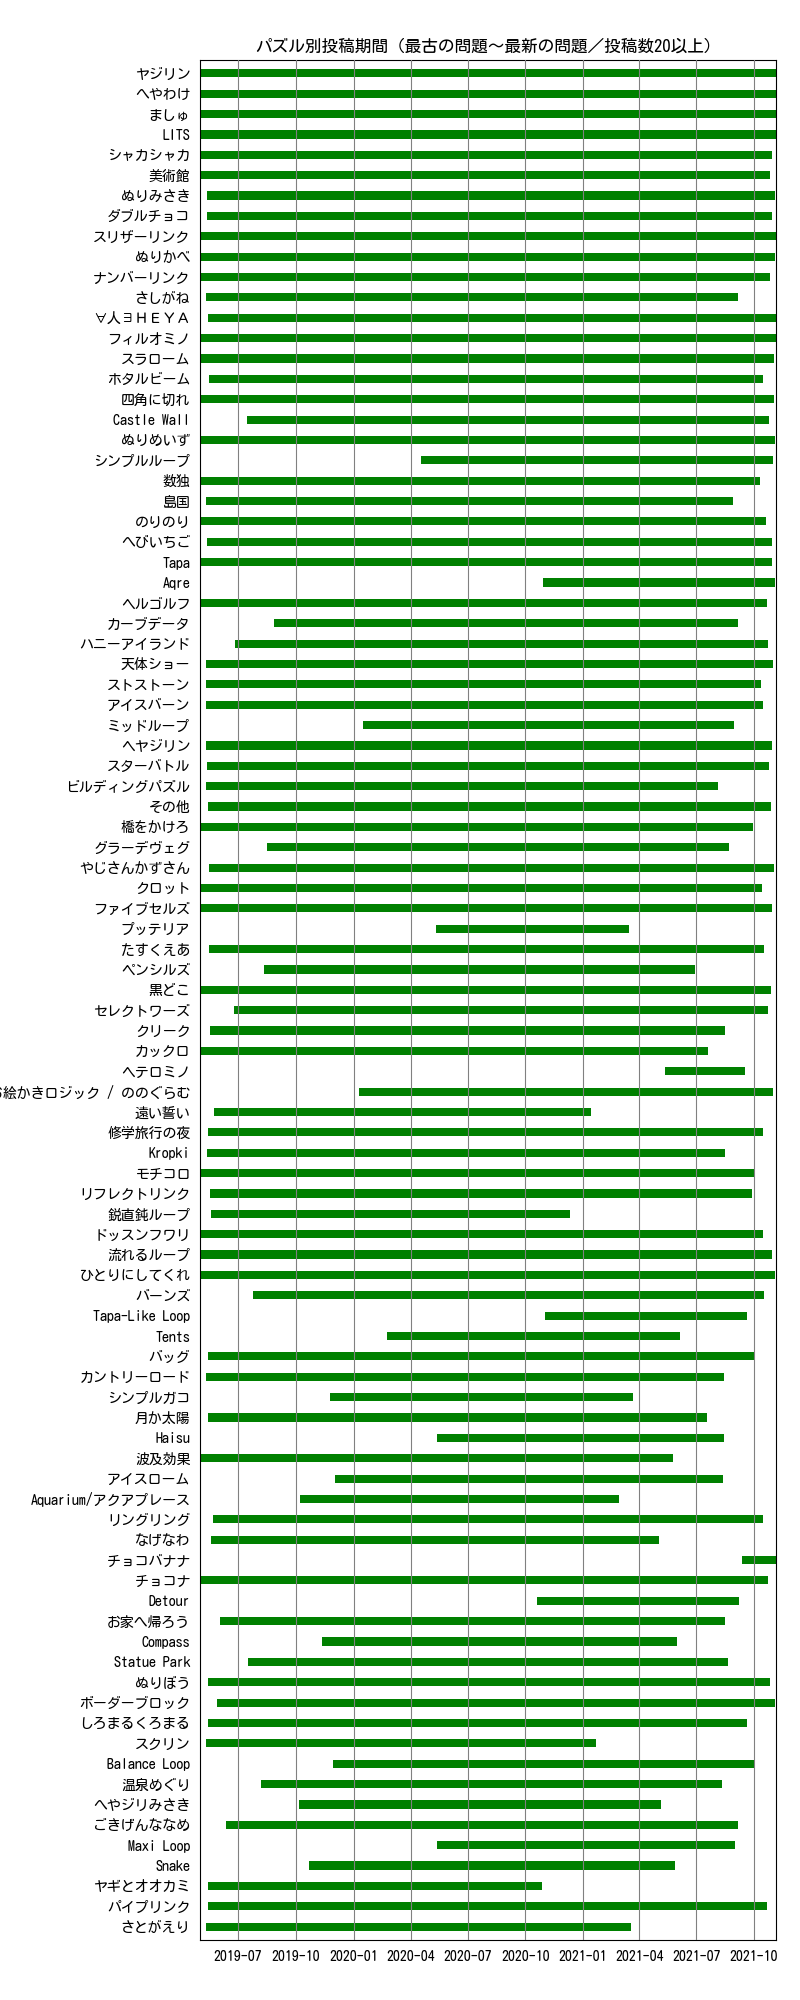 パズル別投稿期間（最古の問題～最新の問題／投稿数20以上）
ヤジリン
へやわけ
ましゅ
LITS
シャカシャカ
美術館
ぬりみさき
ダブルチョコ
スリザーリンク
ぬりかべ
ナンバーリンク
さしがね
∀人∃ＨＥＹＡ
フィルオミノ
スラローム
ホタルビーム
四角に切れ
Castle Wall
ぬりめいず
シンプルループ
数独
島国
のりのり
へびいちご
Tapa
Aqre
ヘルゴルフ
カーブデータ
ハニーアイランド
天体ショー
ストストーン
アイスバーン
ミッドループ
ヘヤジリン
スターバトル
ビルディングパズル
その他
橋をかけろ
グラーデヴェグ
やじさんかずさん
クロット
ファイブセルズ
プッテリア
たすくえあ
ペンシルズ
黒どこ
セレクトワーズ
クリーク
カックロ
ヘテロミノ
絵かきロジック / ののぐらむ
遠い誓い
修学旅行の夜
Kropki
モチコロ
リフレクトリンク
鋭直鈍ループ
ドッスンフワリ
流れるループ
ひとりにしてくれ
バーンズ
Tapa-Like Loop
Tents
バッグ
カントリーロード
シンプルガコ
月か太陽
Haisu
波及効果
アイスローム
Aquarium/アクアプレース
リングリング
なげなわ
チョコバナナ
チョコナ
Detour
お家へ帰ろう
Compass
Statue Park
ぬりぼう
ボーダーブロック
しろまるくろまる
スクリン
Balance Loop
温泉めぐり
へやジリみさき
ごきげんななめ
Maxi Loop
Snake
ヤギとオオカミ
パイプリンク
さとがえり
2019-07 2019-10 2020-01 2020-04 2020-07 2020-10 2021-01 2021-04 2021-07 2021-10